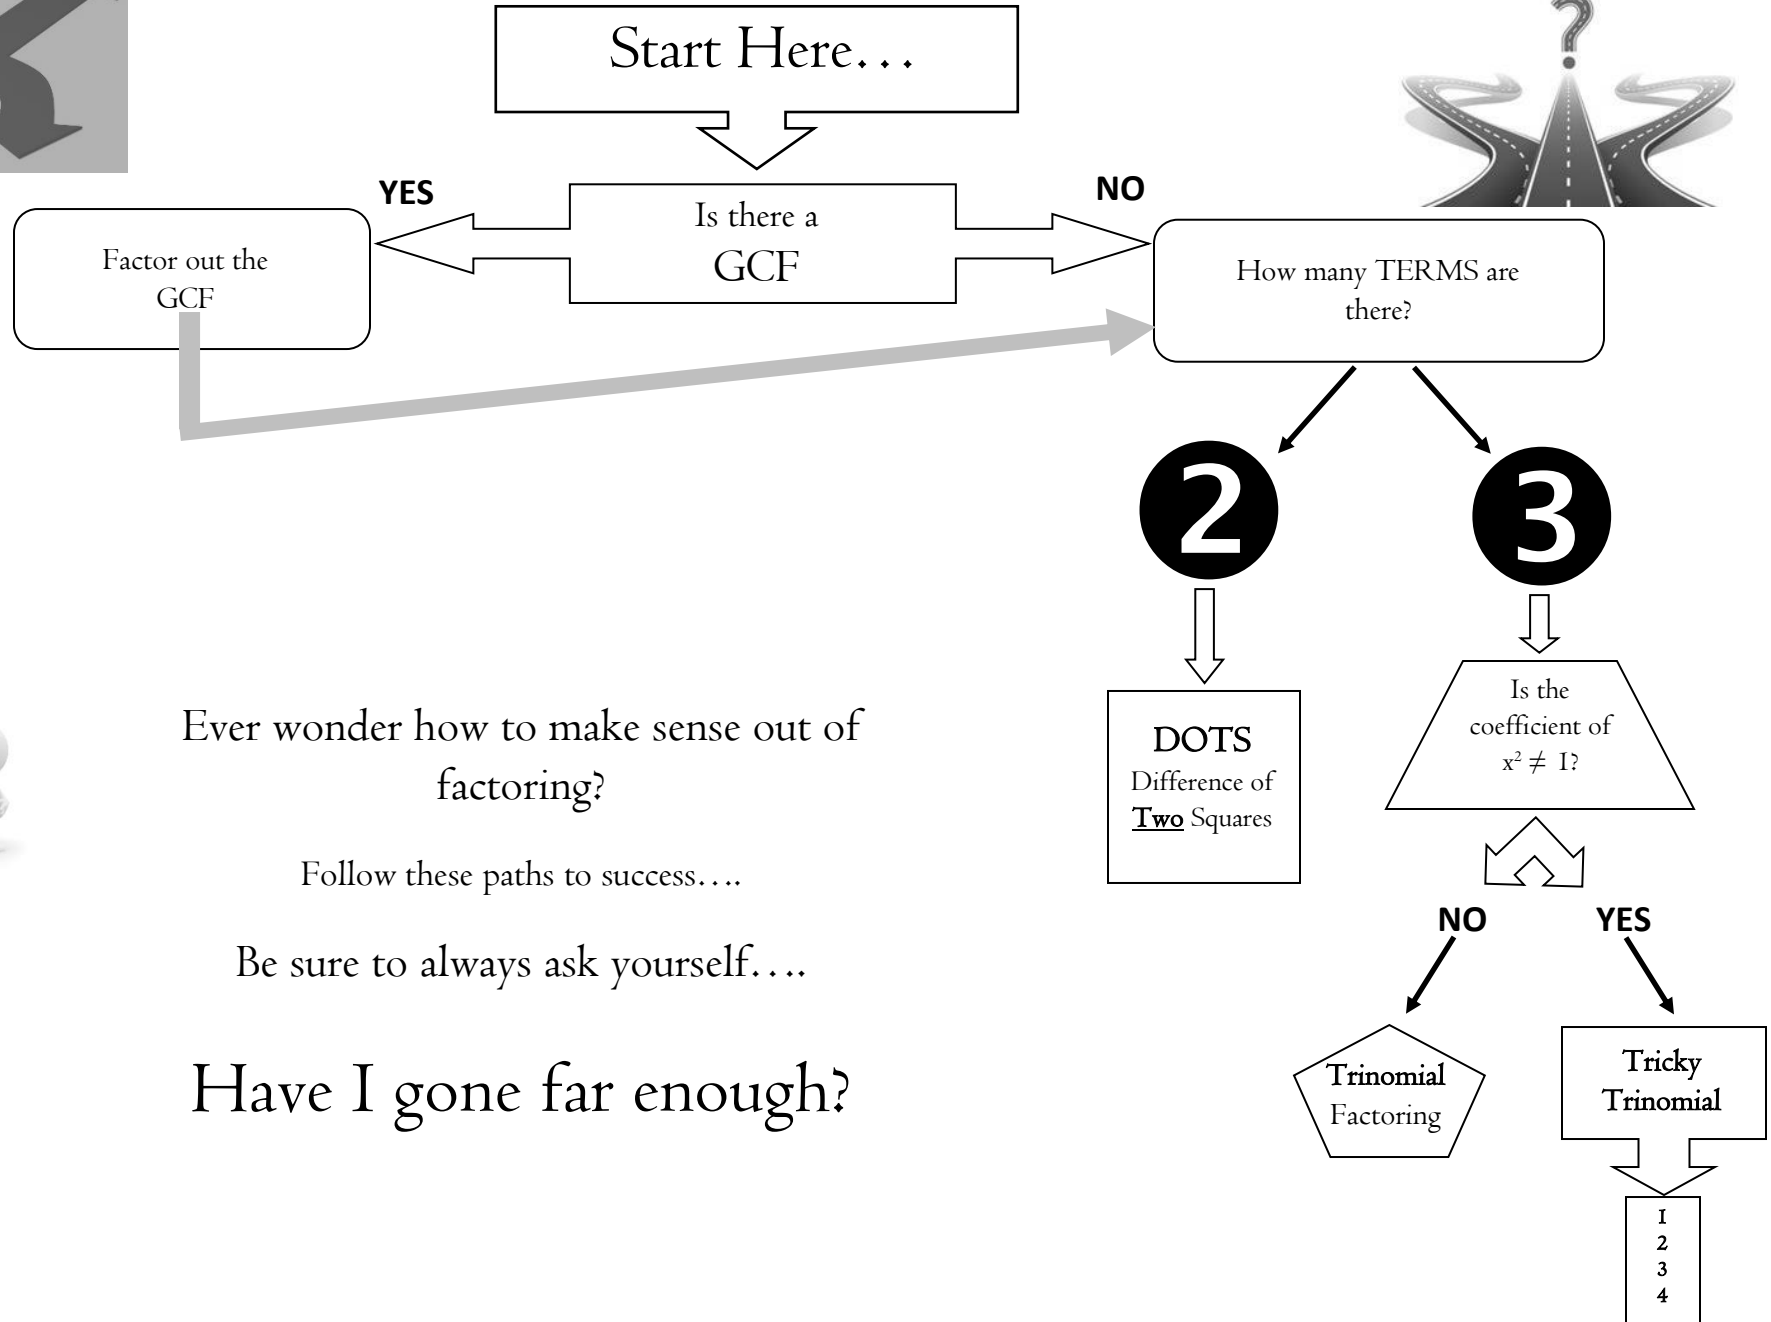 Start Here…
YES
NO
Is there a
GCF
Factor out the
GCF
How many TERMS are
there?
2
3
DOTS
Difference of
Two Squares
Is the
coefficient of
x² ≠ 1?
NO
YES
Trinomial
Factoring
Tricky
Trinomial
1
2
3
4
Ever wonder how to make sense out of
factoring?
Follow these paths to success….
Be sure to always ask yourself….
Have I gone far enough?